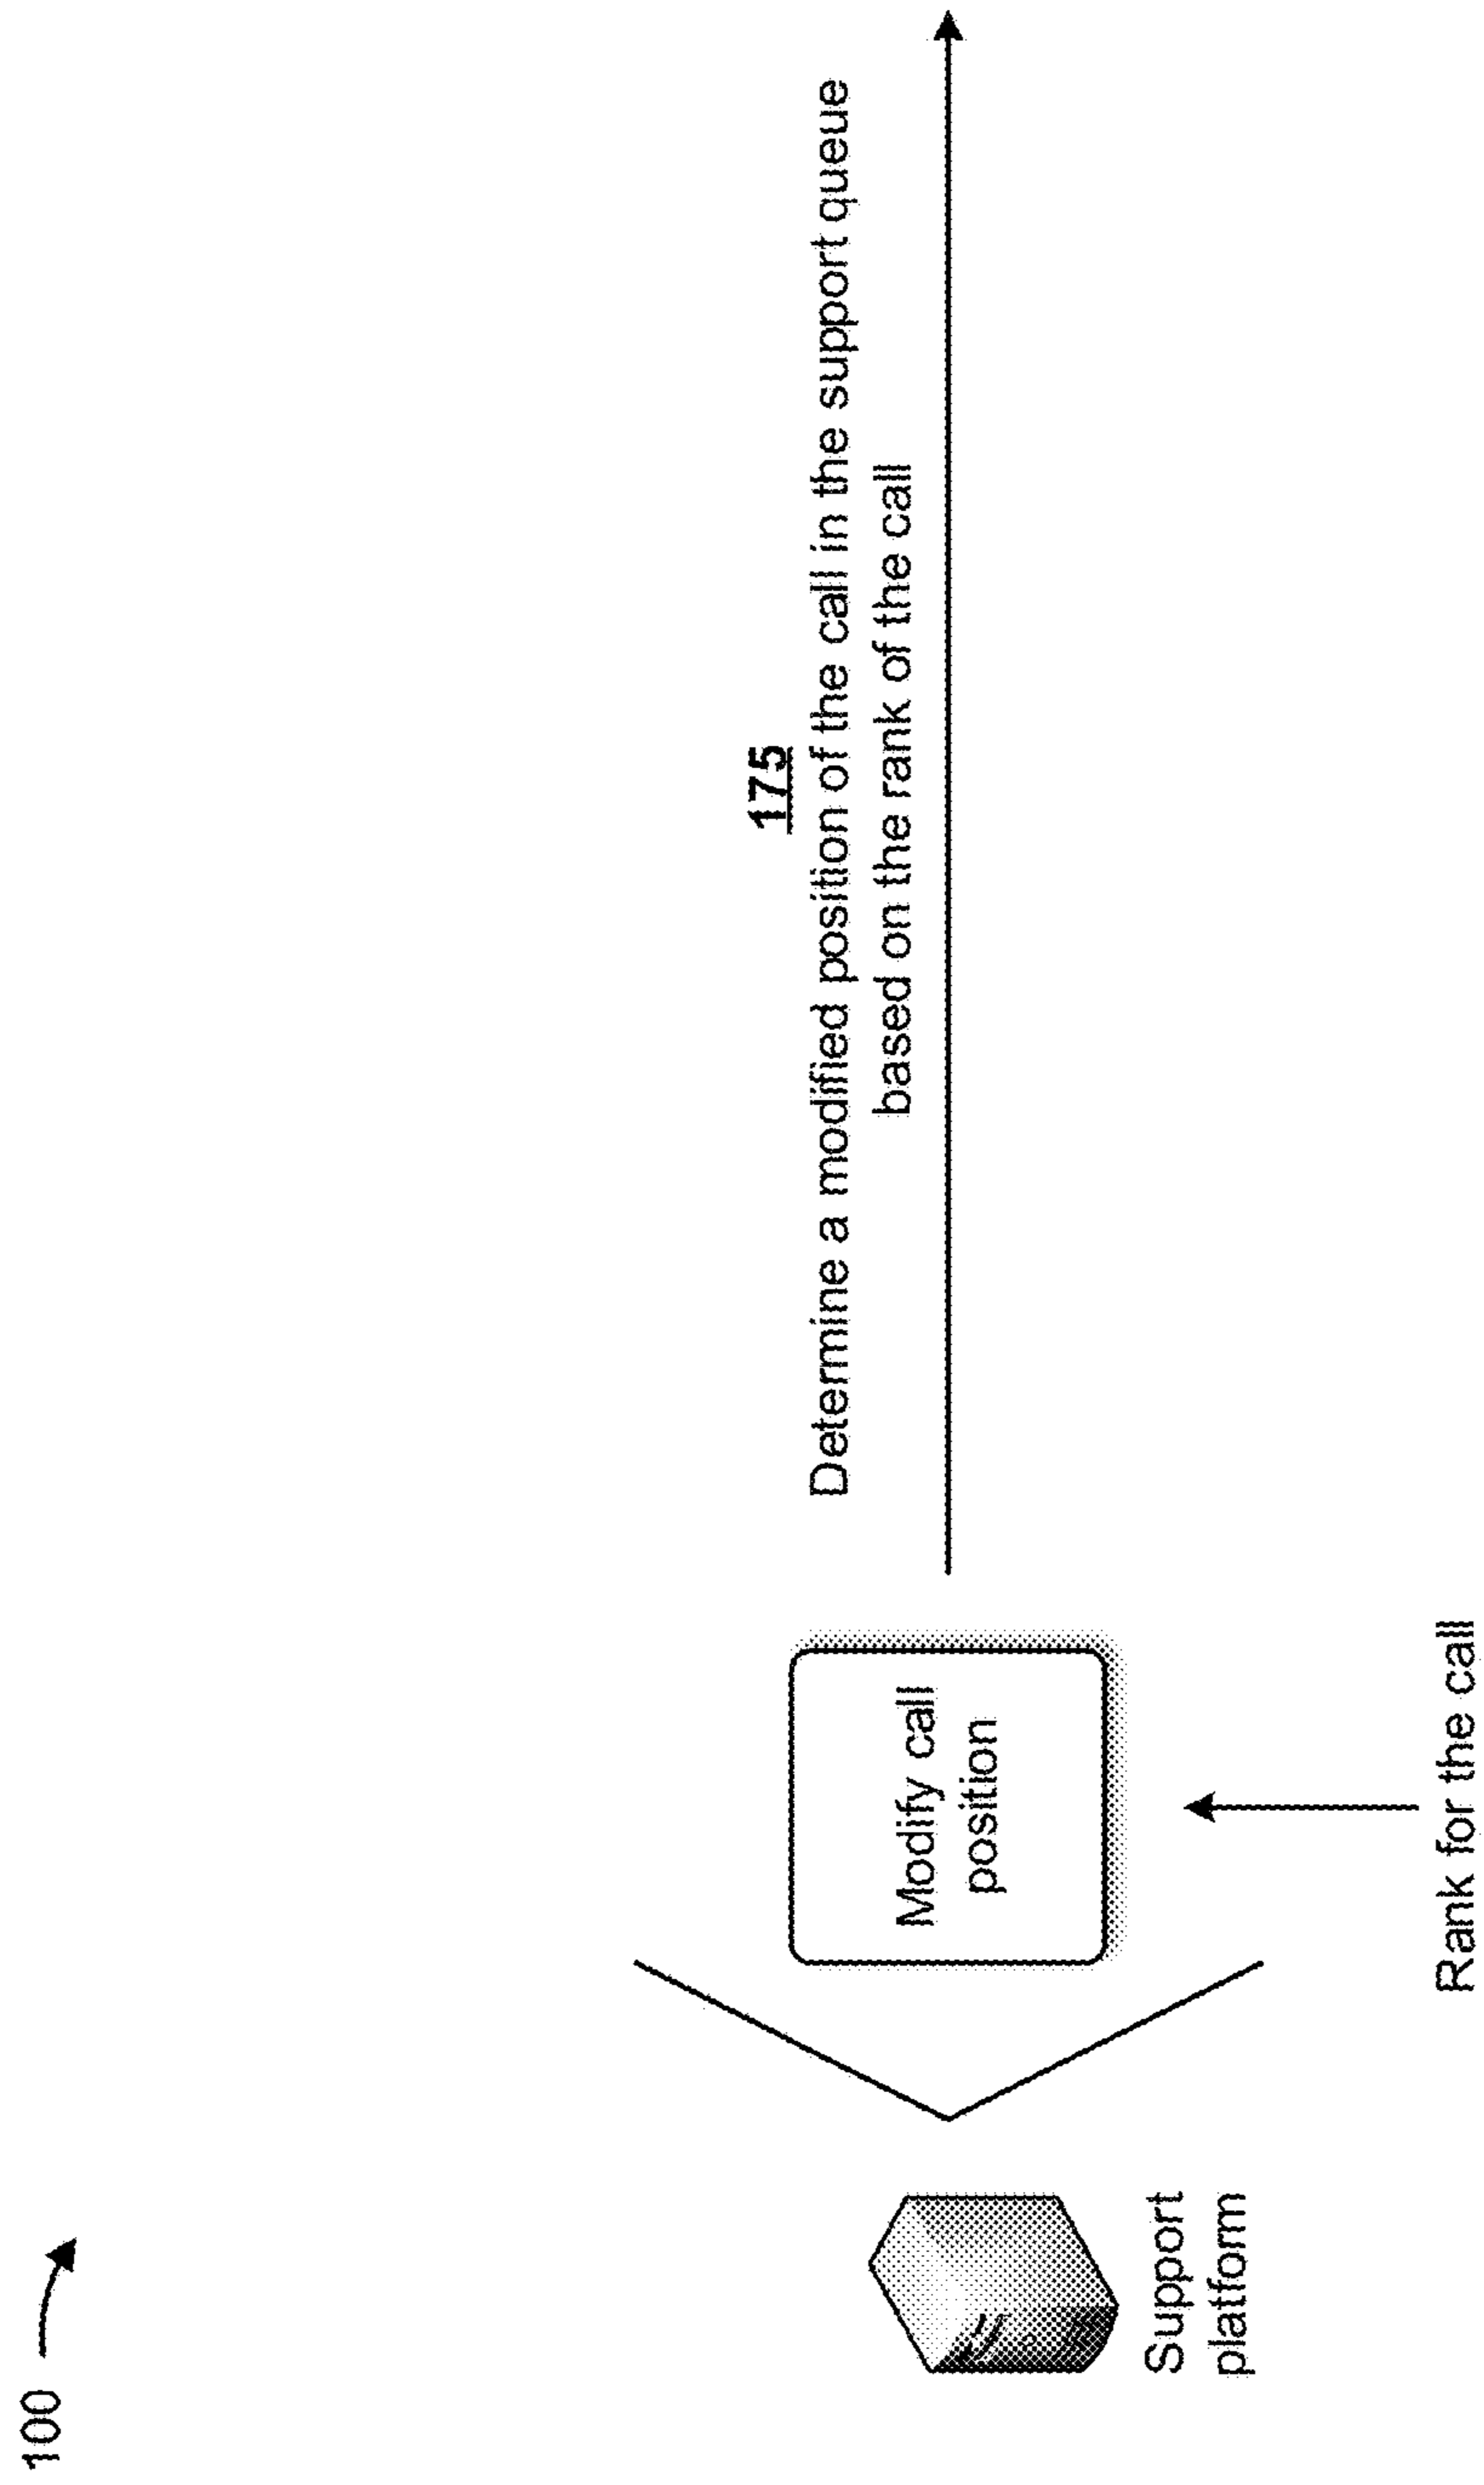 100
175
Determine a modified position of the call in the support queue
based on the rank of the call
Modify call
position
Support
platform
Rank for the call